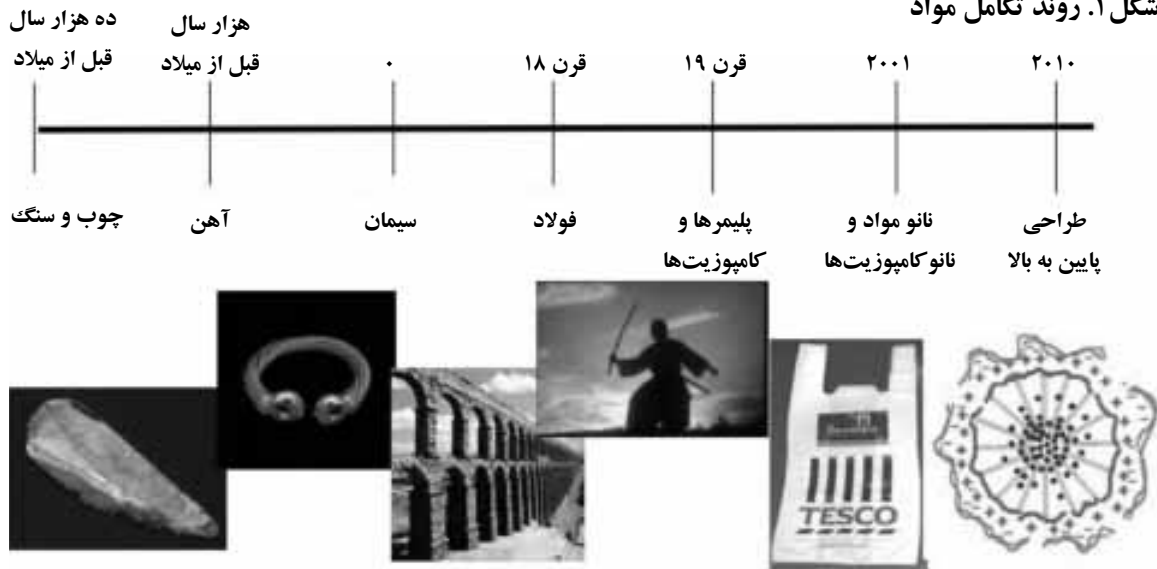 شکل ۱. روند تکامل مواد
ده هزار سال
قبل از میلاد
هزار سال
قبل از میلاد
۰
قرن ۱۸
قرن ۱۹
۲۰۰۱
۲۰۱۰
چوب و سنگ
آهن
سیمان
فولاد
پلیمرها و
کامپوزیت‌ها
نانو مواد و
نانوکامپوزیت‌ها
طراحی
پایین به بالا
TESCO